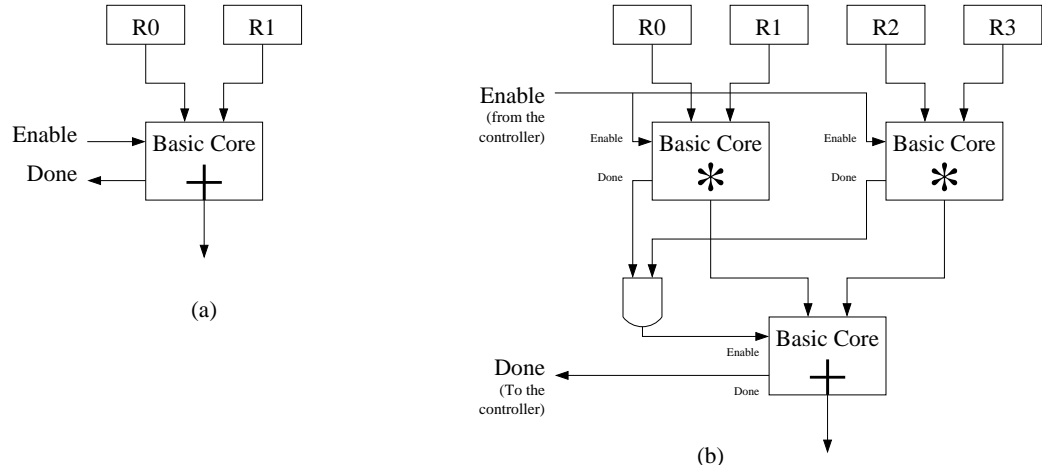 R0 R1
Enable
Done
Basic Core
+
(a)
R0 R1 R2 R3
Enable
(from the
controller)
Enable
Done
Basic Core
*
Enable
Done
Basic Core
*
Basic Core
+
Enable
Done
Done
(To the
controller)
(b)